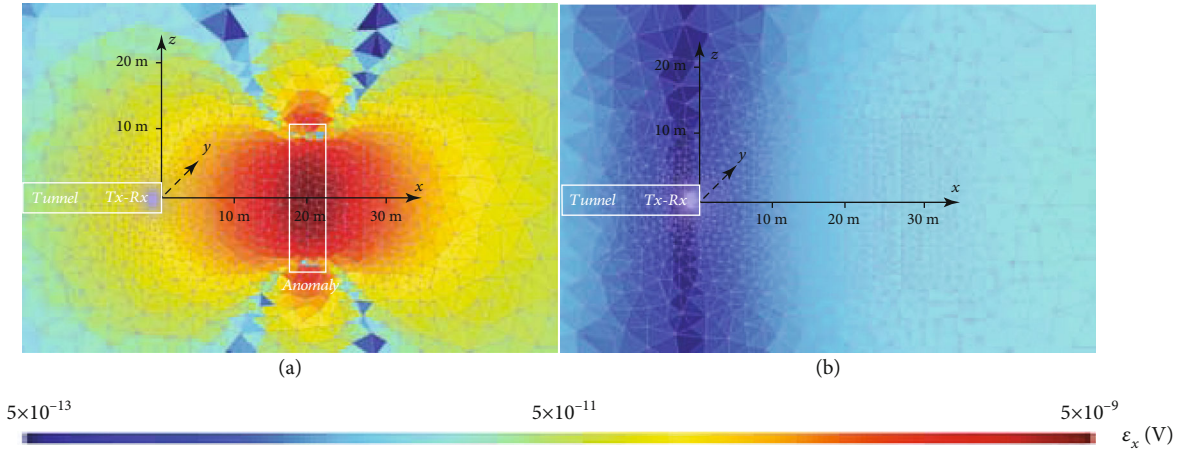 z
20 m
10 m
y
x
Tunnel Tx-Rx
10 m 20 m 30 m
Anomaly
(a)
z
20 m
10 m
y
x
Tunnel Tx-Rx
10 m 20 m 30 m
(b)
5×10⁻¹³ 5×10⁻¹¹ 5×10⁻⁹
εₓ (V)